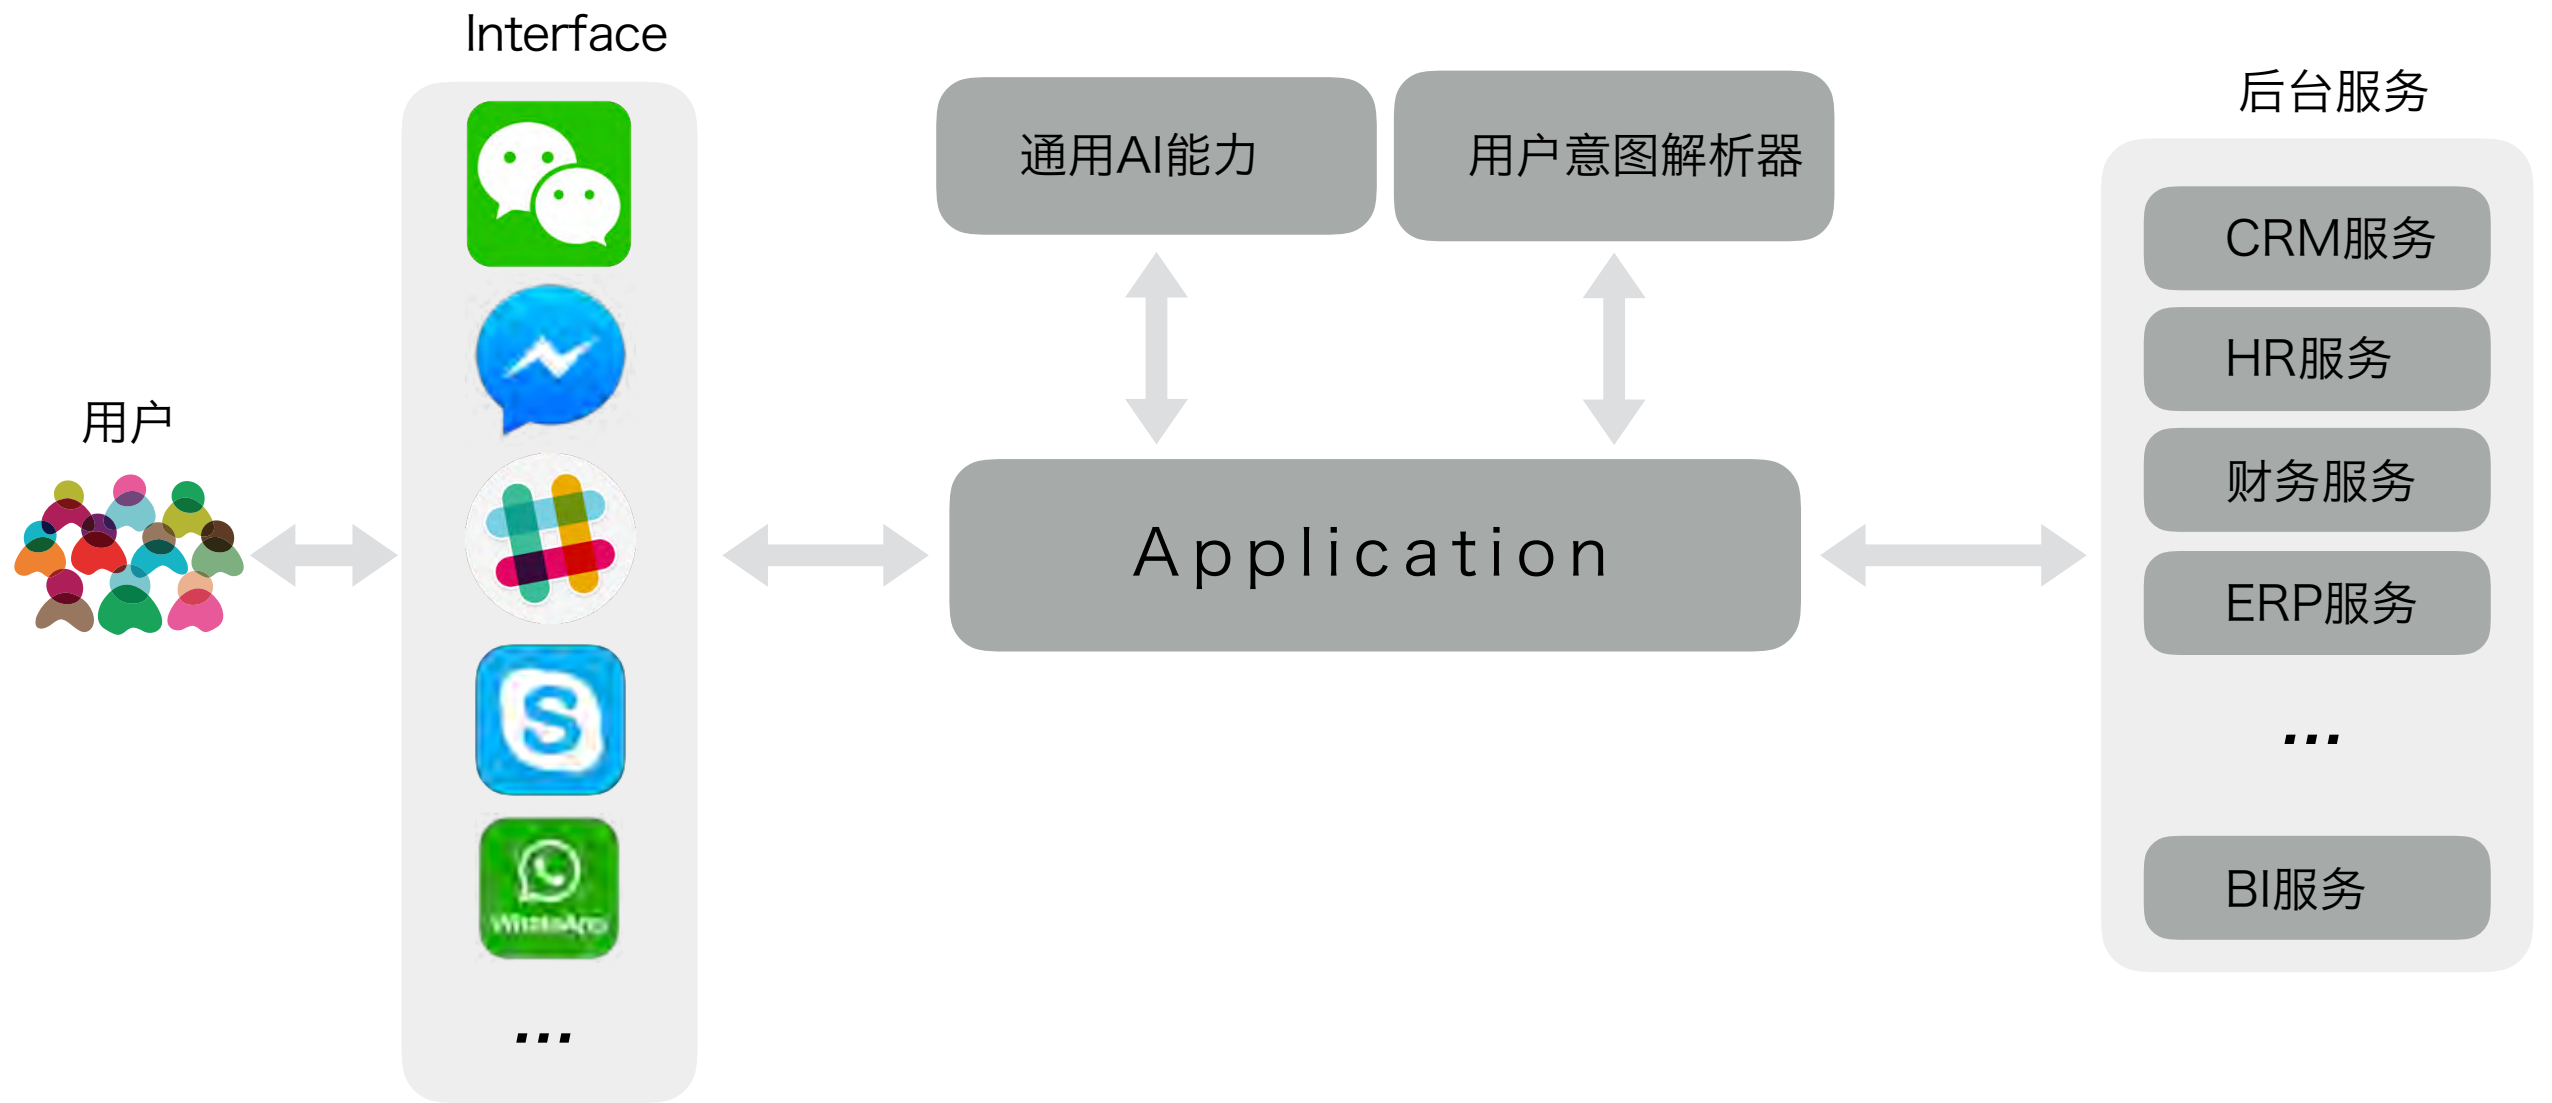 Interface
用户
WhatsApp
...
通用AI能力
用户意图解析器
Application
后台服务
CRM服务
HR服务
财务服务
ERP服务
...
BI服务